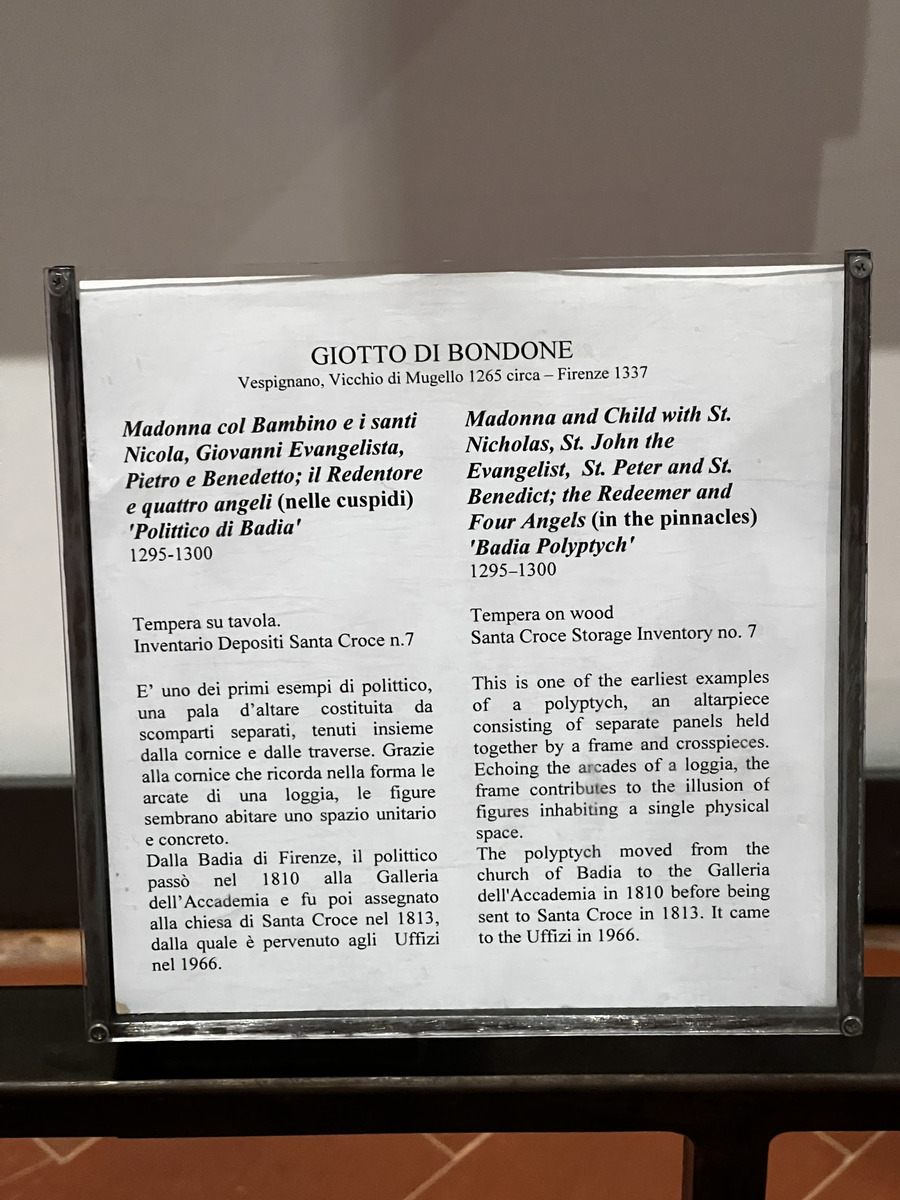 GIOTTO DI BONDONE
Vespignano, Vicchio di Mugello 1265 circa – Firenze 1337
Madonna col Bambino e i santi
Nicola, Giovanni Evangelista,
Pietro e Benedetto; il Redentore
e quattro angeli (nelle cuspidi)
'Polittico di Badia'
1295-1300
Tempera su tavola.
Inventario Depositi Santa Croce n.7
E' uno dei primi esempi di polittico,
una pala d'altare costituita da
scomparti separati, tenuti insieme
dalla cornice e dalle traverse. Grazie
alla cornice che ricorda nella forma le
arcate di una loggia, le figure
sembrano abitare uno spazio unitario
e concreto.
Dalla Badia di Firenze, il polittico
passò nel 1810 alla Galleria
dell'Accademia e fu poi assegnato
alla chiesa di Santa Croce nel 1813,
dalla quale è pervenuto agli Uffizi
nel 1966.
Madonna and Child with St.
Nicholas, St. John the
Evangelist, St. Peter and St.
Benedict; the Redeemer and
Four Angels (in the pinnacles)
'Badia Polyptych'
1295–1300
Tempera on wood
Santa Croce Storage Inventory no. 7
This is one of the earliest examples
of a polyptych, an altarpiece
consisting of separate panels held
together by a frame and crosspieces.
Echoing the arcades of a loggia, the
frame contributes to the illusion of
figures inhabiting a single physical
space.
The polyptych moved from the
church of Badia to the Galleria
dell'Accademia in 1810 before being
sent to Santa Croce in 1813. It came
to the Uffizi in 1966.